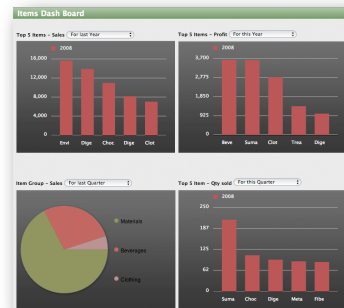 Items Dash Board
Top 5 Items - Sales For last Year
Top 5 Items - Profit For this Year
2008
16,000
12,000
8,000
4,000
0
Envi Dige Choc Dige Clot
2008
3,700
2,775
1,850
925
0
Beve Suma Clot Trea Dige
Item Group - Sales For last Quarter
Top 5 Item - Qty sold For this Quarter
Materials
Beverages
Clothing
2008
250
187
125
62
0
Suma Choc Dige Meta Fibe